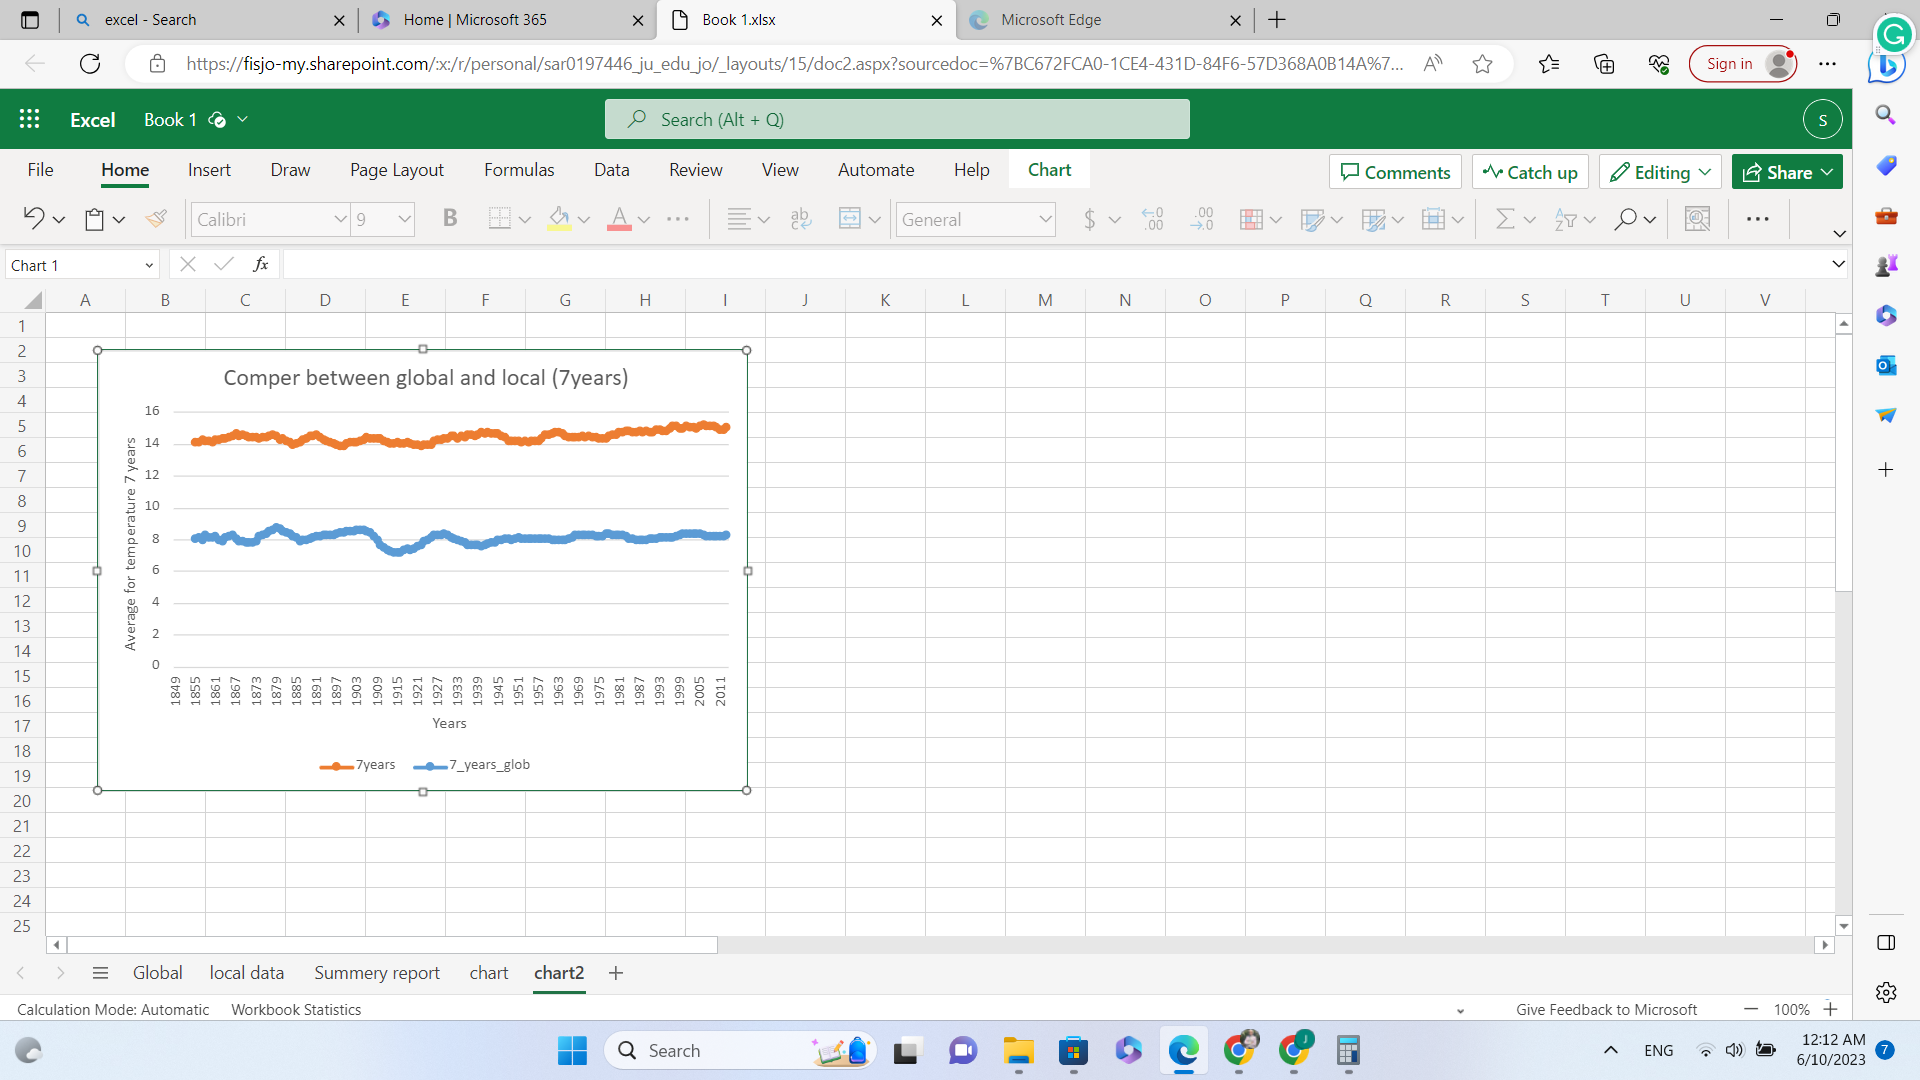 excel - Search
Home | Microsoft 365
Book 1.xlsx
Microsoft Edge
https://fisjo-my.sharepoint.com/:x:/r/personal/sar0197446_ju_edu_jo/_layouts/15/doc2.aspx?sourcedoc=%7BC672FCA0-1CE4-431D-84F6-57D368A0B14A%7...
Sign in
Excel Book 1
Search (Alt + Q)
S
File Home Insert Draw Page Layout Formulas Data Review View Automate Help Chart
Comments Catch up Editing Share
Calibri 9 B General $
Chart 1 fx
A B C D E F G H I J K L M N O P Q R S T U V
1
2
3
4
5
6
7
8
9
10
11
12
13
14
15
16
17
18
19
20
21
22
23
24
25
Comper between global and local (7years)
Average for temperature 7 years
16
14
12
10
8
6
4
2
0
1849 1855 1861 1867 1873 1879 1885 1891 1897 1903 1909 1915 1921 1927 1933 1939 1945 1951 1957 1963 1969 1975 1981 1987 1993 1999 2005 2011
Years
7years 7_years_glob
Global local data Summery report chart chart2
Calculation Mode: Automatic Workbook Statistics
Give Feedback to Microsoft 100%
Search
ENG
12:12 AM
6/10/2023
7